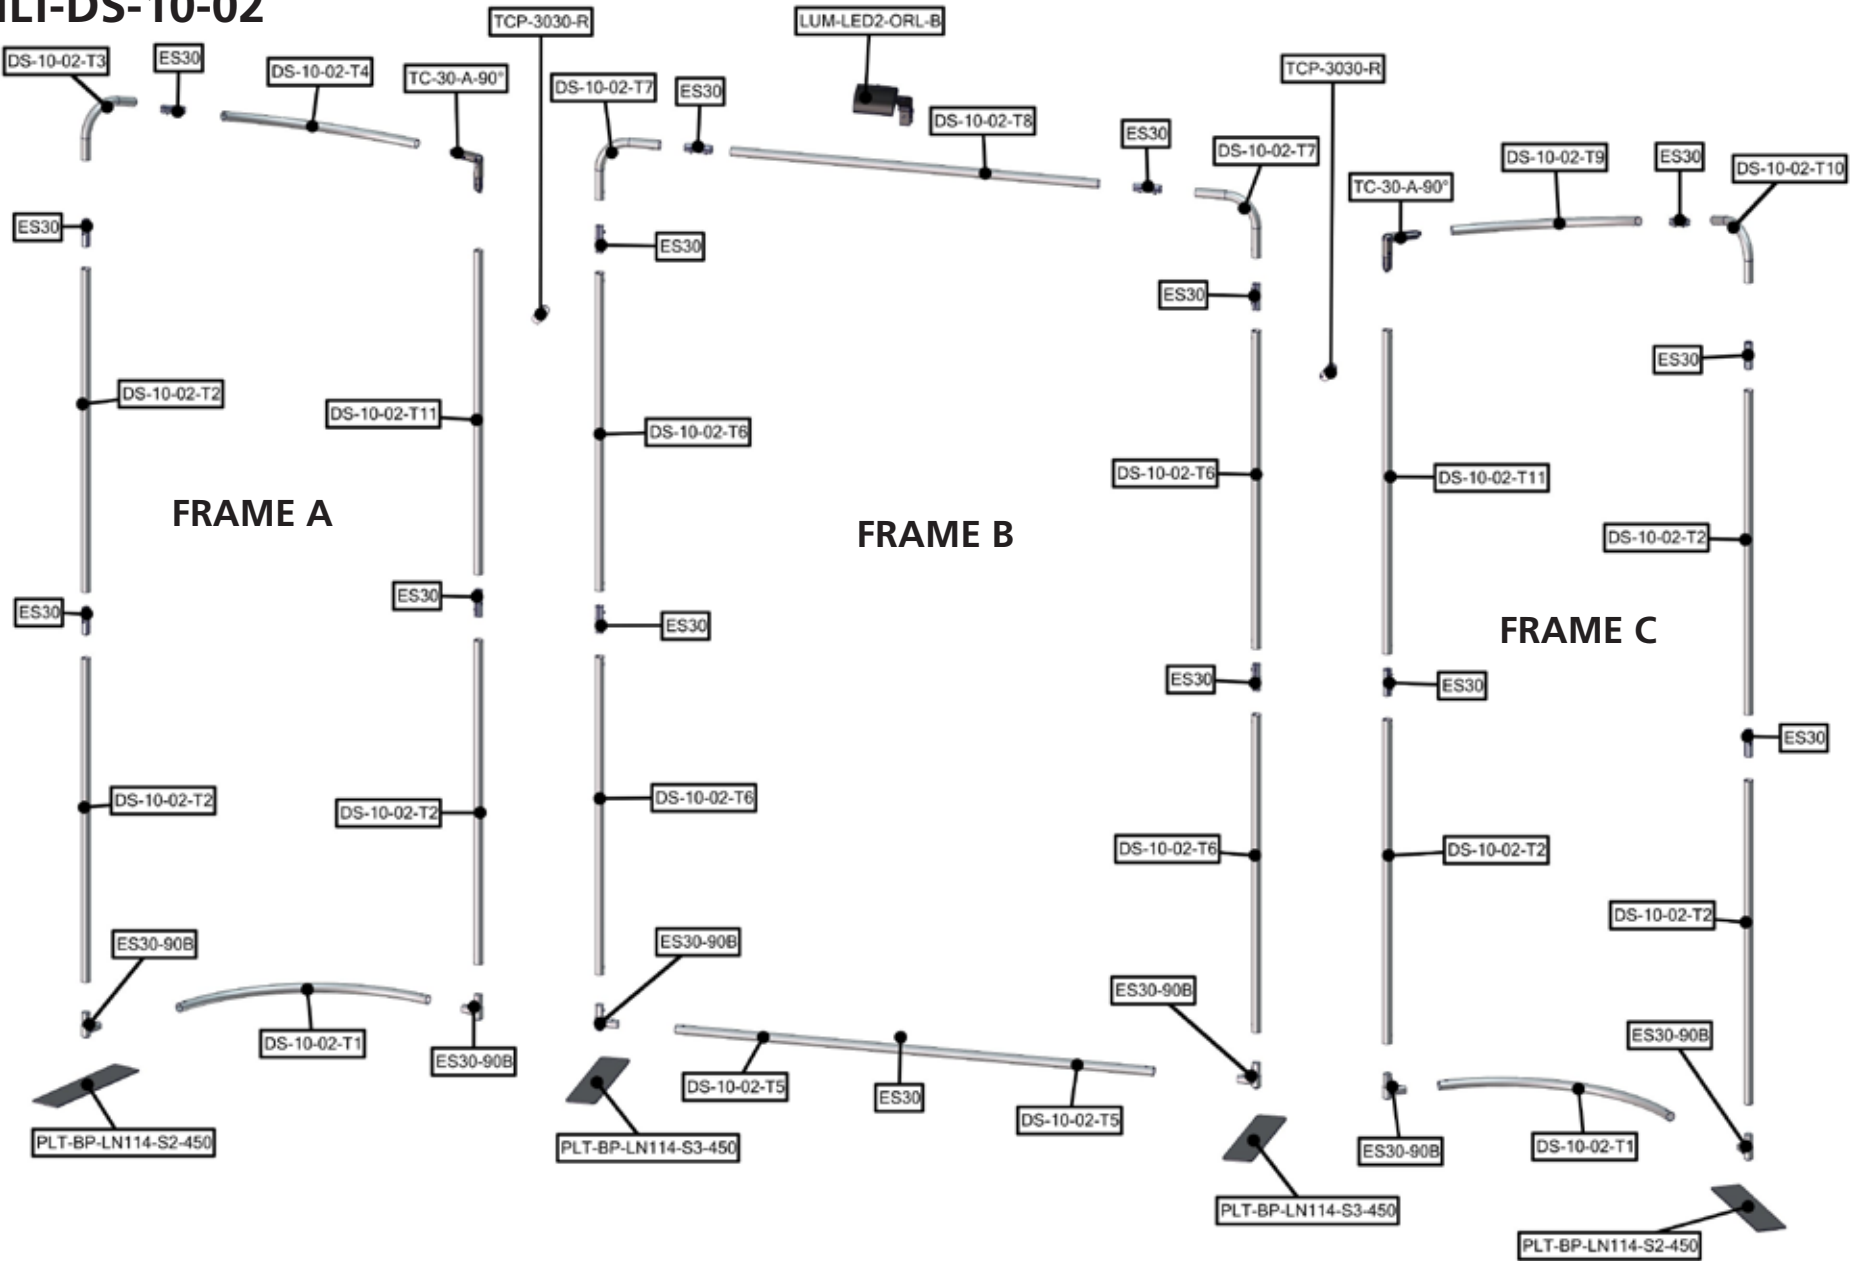 DS-10-02
TCP-3030-R
LUM-LED2-ORL-B
DS-10-02-T3
ES30
DS-10-02-T4
TC-30-A-90°
DS-10-02-T7
ES30
DS-10-02-T8
ES30
DS-10-02-T7
TCP-3030-R
TC-30-A-90°
DS-10-02-T9
ES30
DS-10-02-T10
ES30
ES30
ES30
ES30
DS-10-02-T2
DS-10-02-T11
DS-10-02-T6
DS-10-02-T6
DS-10-02-T11
DS-10-02-T2
FRAME A
FRAME B
FRAME C
ES30
ES30
ES30
ES30
ES30
ES30
DS-10-02-T2
DS-10-02-T2
DS-10-02-T6
DS-10-02-T6
DS-10-02-T2
DS-10-02-T2
ES30-90B
ES30-90B
ES30-90B
ES30-90B
DS-10-02-T1
ES30-90B
DS-10-02-T5
ES30
DS-10-02-T5
ES30-90B
DS-10-02-T1
PLT-BP-LN114-S2-450
PLT-BP-LN114-S3-450
PLT-BP-LN114-S3-450
PLT-BP-LN114-S2-450